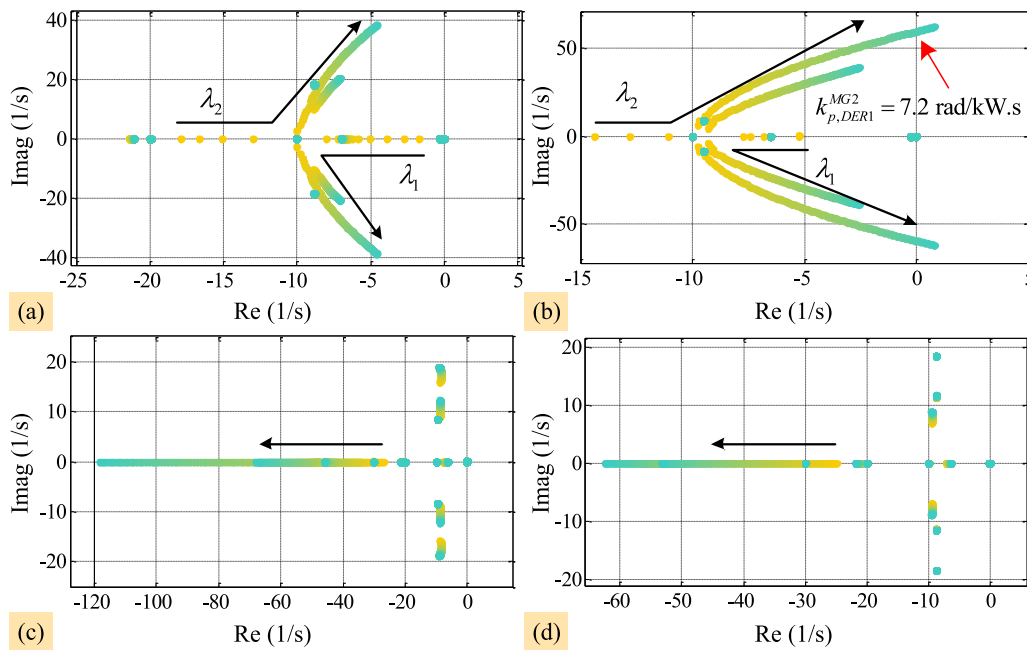 40
20
0
-20
-40
Imag (1/s)
-25
-20
-15
-10
-5
0
5
Re (1/s)
λ₂
λ₁
(a)
50
0
-50
Imag (1/s)
-15
-10
-5
0
5
Re (1/s)
λ₂
λ₁
k_{p,DER1}^{MG2} = 7.2 rad/kW.s
(b)
20
10
0
-10
-20
Imag (1/s)
-120
-100
-80
-60
-40
-20
0
Re (1/s)
(c)
20
10
0
-10
-20
Imag (1/s)
-60
-50
-40
-30
-20
-10
0
Re (1/s)
(d)